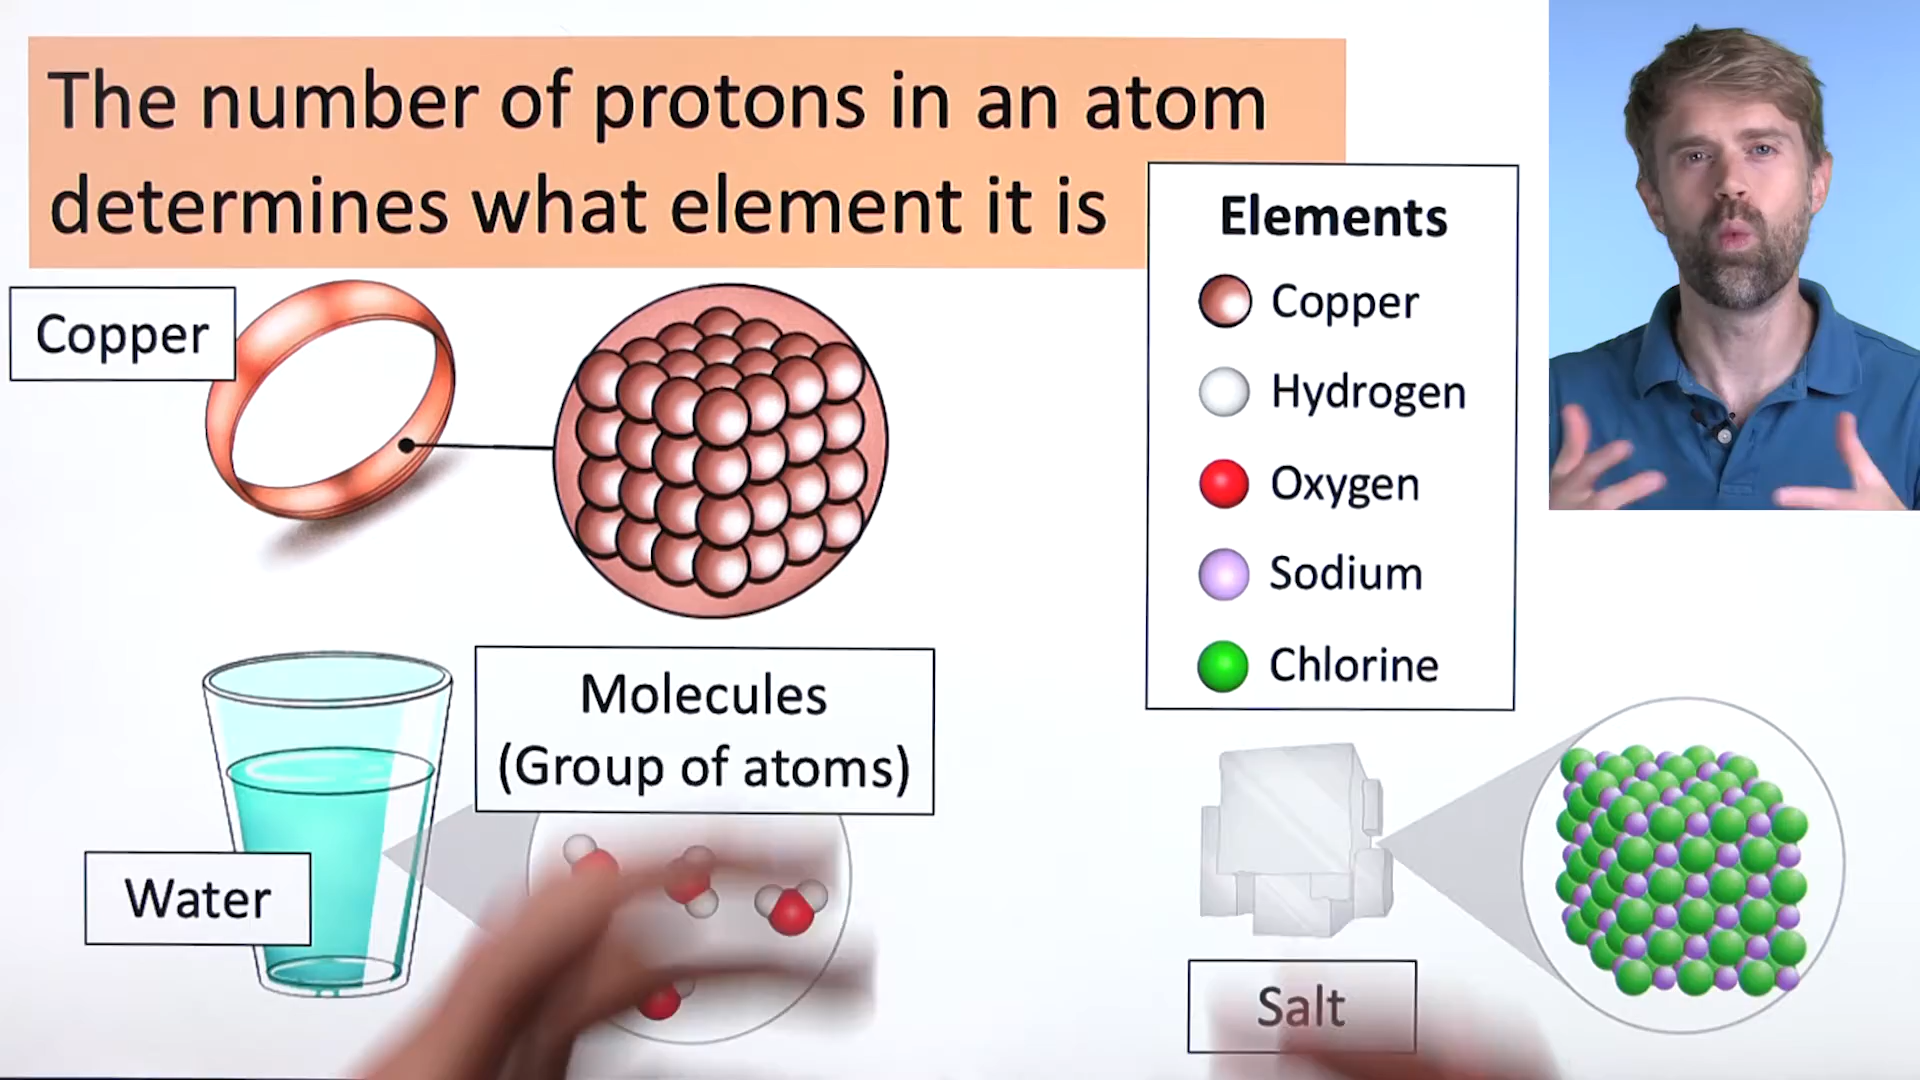 The number of protons in an atom
determines what element it is
Elements
Copper
Hydrogen
Oxygen
Sodium
Chlorine
Copper
Molecules
(Group of atoms)
Water
Salt